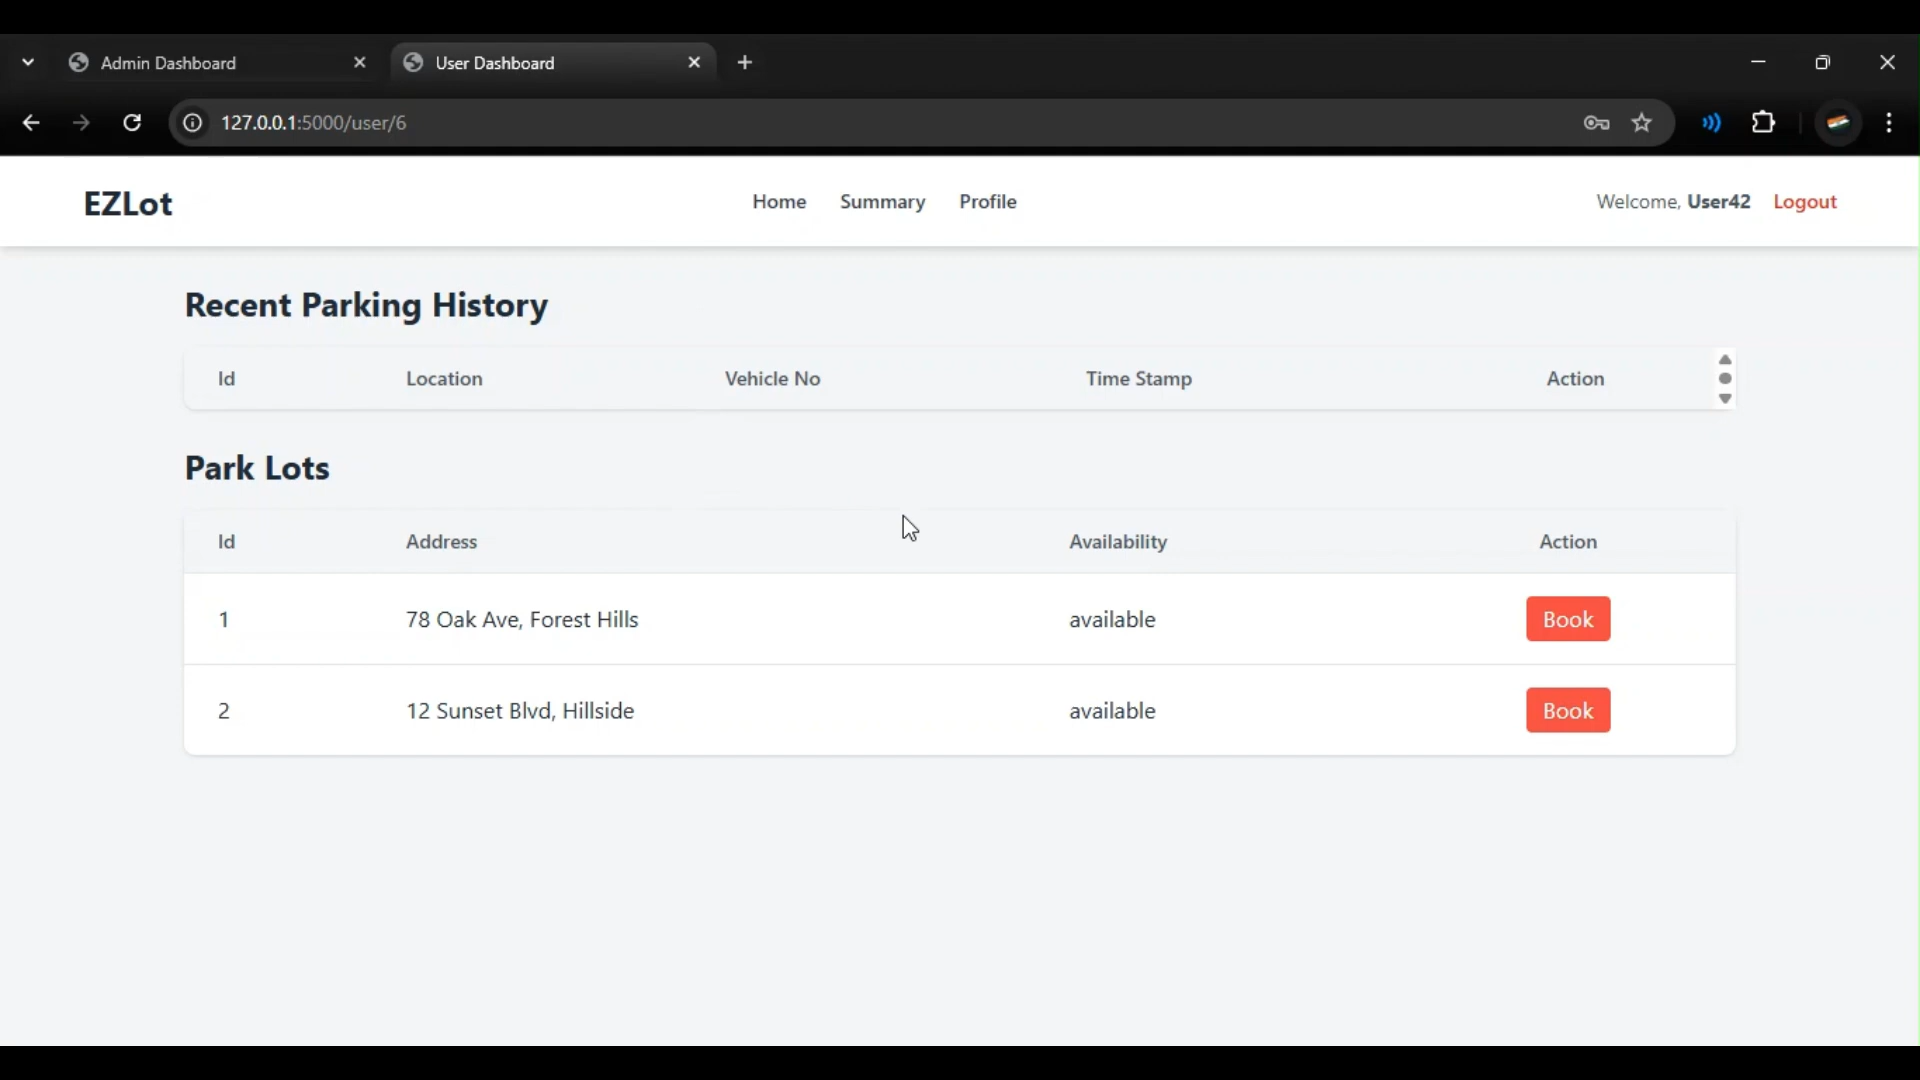 Admin Dashboard
User Dashboard
127.0.0.1:5000/user/6
EZLot
Home Summary Profile
Welcome, User42 Logout
Recent Parking History
Id Location Vehicle No Time Stamp Action
Park Lots
Id Address Availability Action
1 78 Oak Ave, Forest Hills available Book
2 12 Sunset Blvd, Hillside available Book